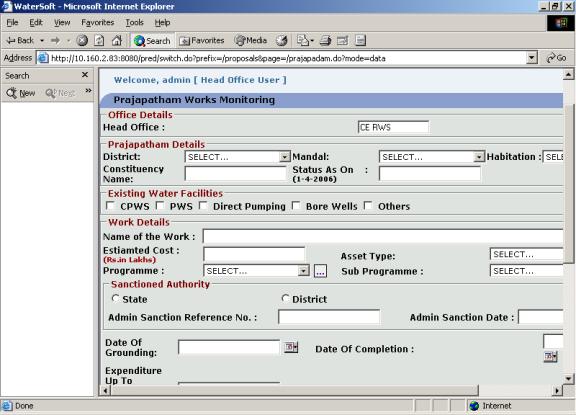 WaterSoft - Microsoft Internet Explorer
File Edit View Favorites Tools Help
Back Search Favorites Media
Address http://10.160.2.83:8080/pred/switch.do?prefix=/proposals&page=/prajapadam.do?mode=data Go
Search × Welcome, admin [ Head Office User ]
New Next »
Prajapatham Works Monitoring
Office Details
Head Office : CE RWS
Prajapatham Details
District: SELECT... Mandal: SELECT... Habitation : SELE
Constituency Name: Status As On : (1-4-2006)
Existing Water Facilities
CPWS PWS Direct Pumping Bore Wells Others
Work Details
Name of the Work :
Estiamted Cost : (Rs.in Lakhs) Asset Type: SELECT...
Programme : SELECT... ... Sub Programme : SELECT...
Sanctioned Authority
State District
Admin Sanction Reference No. : Admin Sanction Date :
Date Of Grounding: Date Of Completion :
Expenditure
Up To
Done Internet